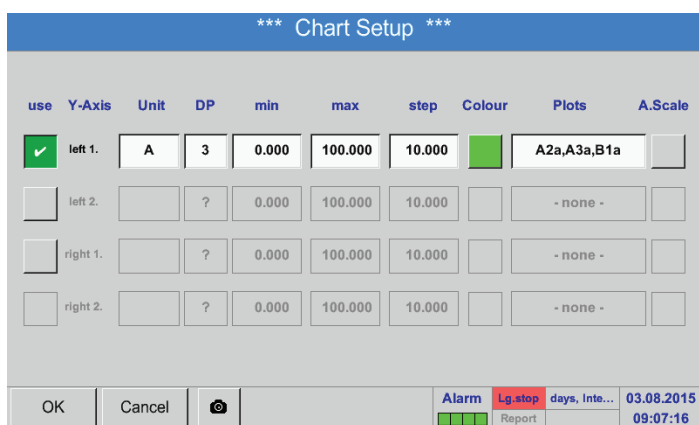 *** Chart Setup ***
use Y-Axis Unit DP min max step Colour Plots A.Scale
left 1. A 3 0.000 100.000 10.000 A2a,A3a,B1a
left 2. ? 0.000 100.000 10.000 - none -
right 1. ? 0.000 100.000 10.000 - none -
right 2. ? 0.000 100.000 10.000 - none -
OK Cancel Alarm Lg.stop days, Inte... 03.08.2015
Report 09:07:16